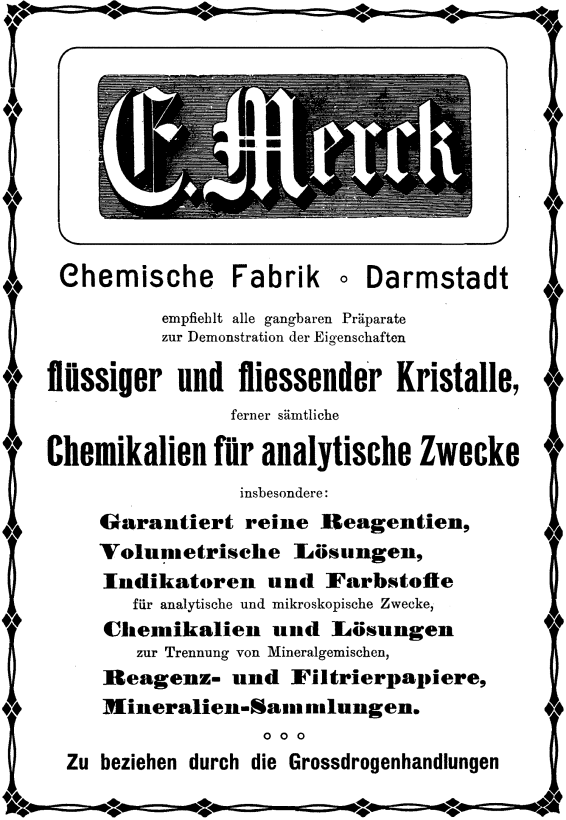 E. Merck
Chemische Fabrik ∘ Darmstadt
empfiehlt alle gangbaren Präparate
zur Demonstration der Eigenschaften
flüssiger und fliessender Kristalle,
ferner sämtliche
Chemikalien für analytische Zwecke
insbesondere:
Garantiert reine Reagentien,
Volumetrische Lösungen,
Indikatoren und Farbstoffe
für analytische und mikroskopische Zwecke,
Chemikalien und Lösungen
zur Trennung von Mineralgemischen,
Reagenz- und Filtrierpapiere,
Mineralien-Sammlungen.
∘ ∘ ∘
Zu beziehen durch die Grossdrogenhandlungen